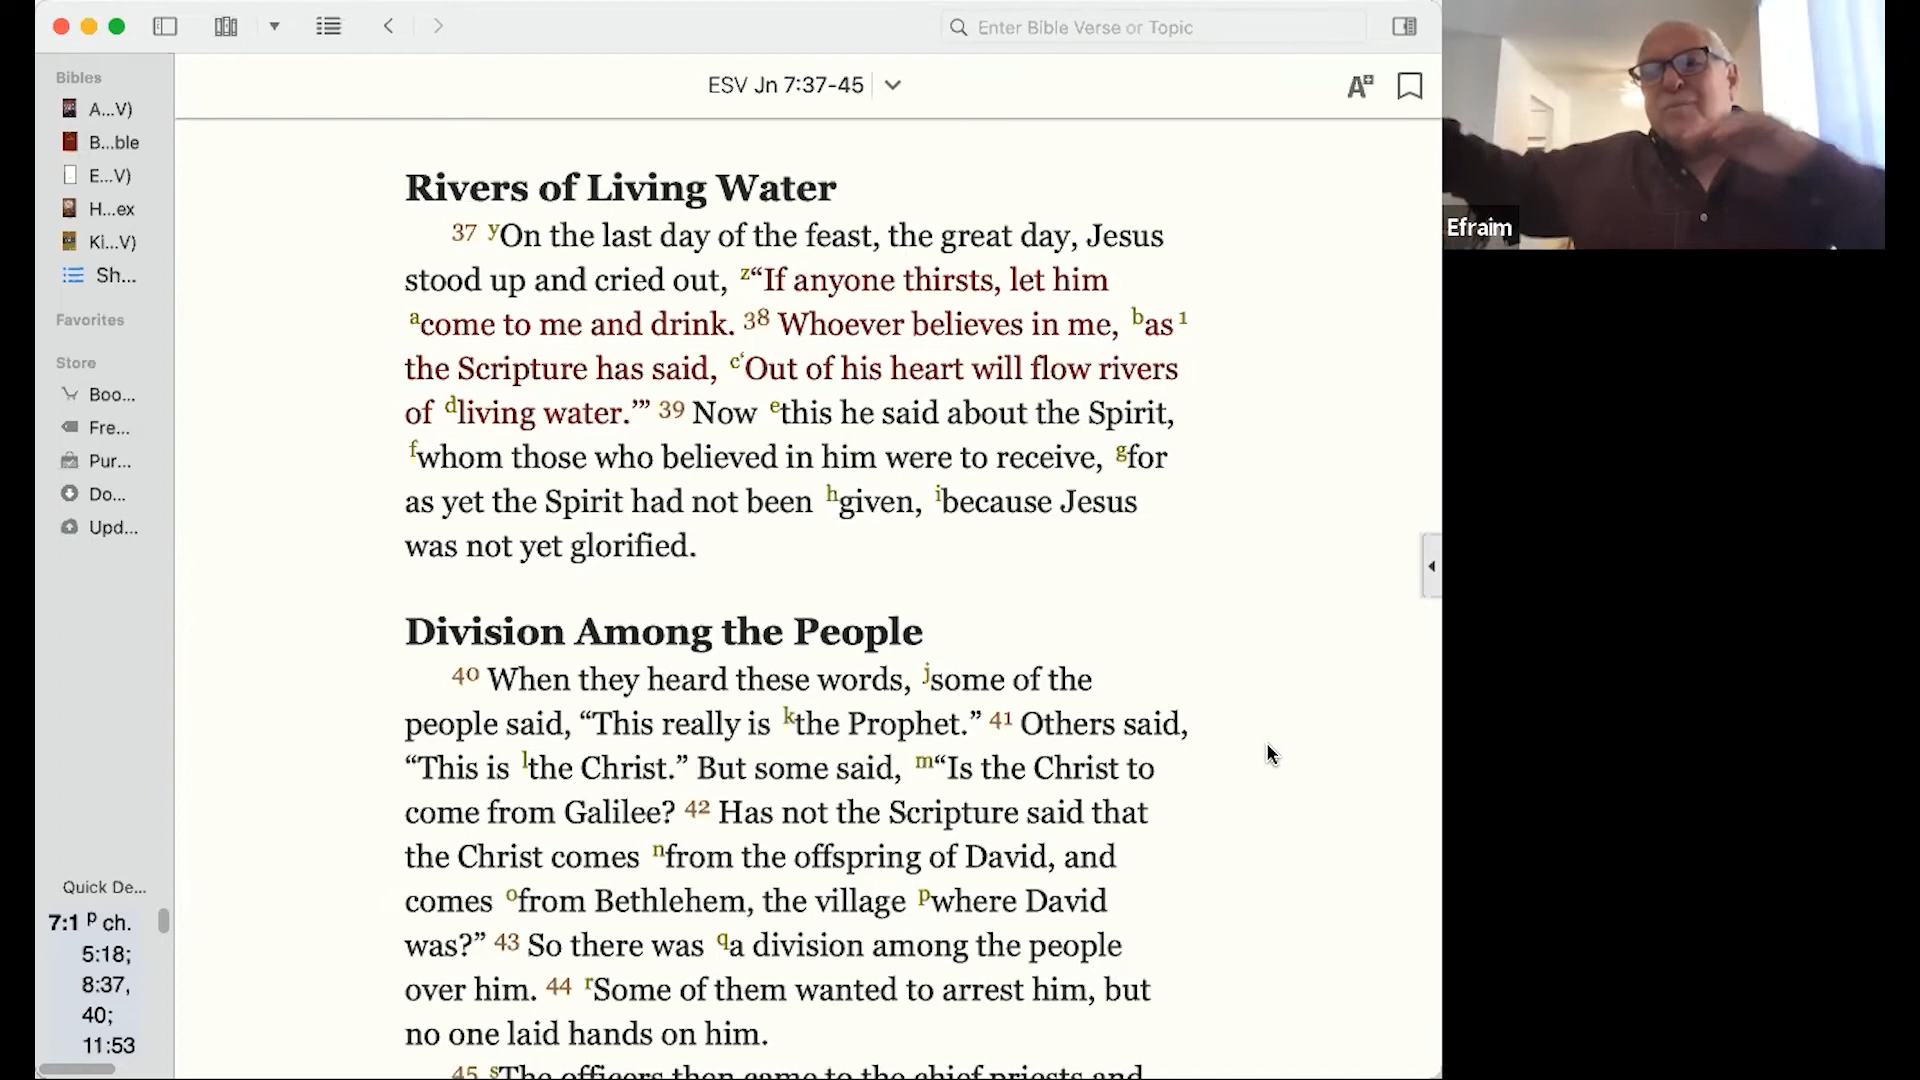 Enter Bible Verse or Topic
Bibles
A...V)
B...ble
E...V)
H...ex
Ki...V)
Sh...
Favorites
Store
Boo...
Fre...
Pur...
Do...
Upd...
Quick De...
7:1 p ch.
5:18;
8:37,
40;
11:53
ESV Jn 7:37-45
A
Rivers of Living Water
37 yOn the last day of the feast, the great day, Jesus
stood up and cried out, z“If anyone thirsts, let him
acome to me and drink. 38 Whoever believes in me, bas 1
the Scripture has said, c‘Out of his heart will flow rivers
of dliving water.’” 39 Now ethis he said about the Spirit,
fwhom those who believed in him were to receive, gfor
as yet the Spirit had not been hgiven, ibecause Jesus
was not yet glorified.
Division Among the People
40 When they heard these words, jsome of the
people said, “This really is kthe Prophet.” 41 Others said,
“This is lthe Christ.” But some said, m“Is the Christ to
come from Galilee? 42 Has not the Scripture said that
the Christ comes nfrom the offspring of David, and
comes ofrom Bethlehem, the village pwhere David
was?” 43 So there was qa division among the people
over him. 44 rSome of them wanted to arrest him, but
no one laid hands on him.
45 sThe officers then came to the chief priests and
Efraim